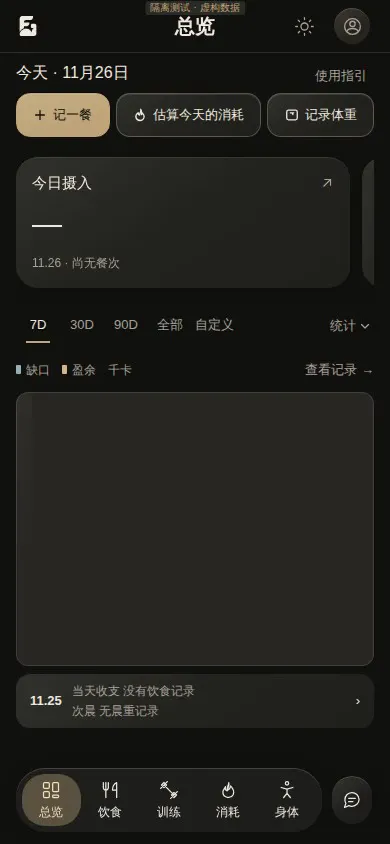 隔离测试 · 虚构数据
总览
今天 · 11月26日
使用指引
记一餐
估算今天的消耗
记录体重
今日摄入
—
11.26 · 尚无餐次
7D 30D 90D 全部 自定义 统计
缺口 盈余 千卡
查看记录 →
11.25
当天收支 没有饮食记录
次晨 无晨重记录
总览 饮食 训练 消耗 身体